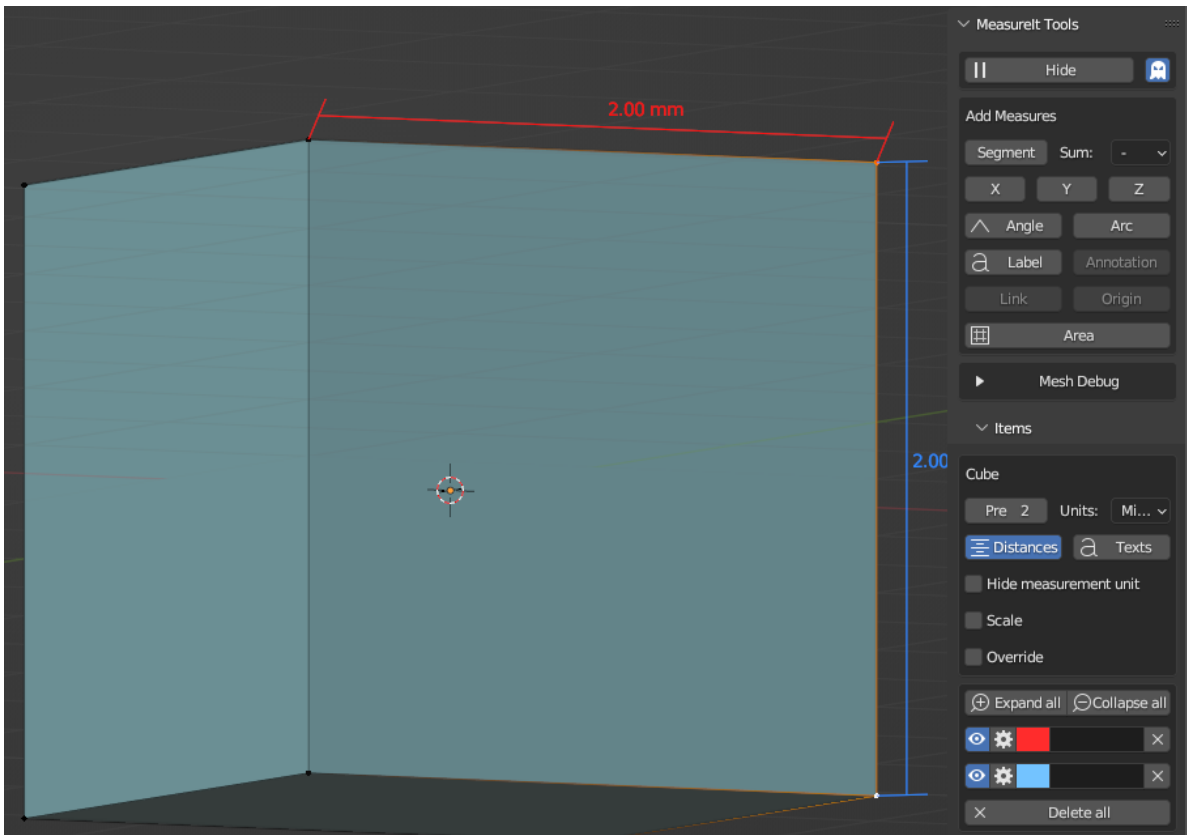 MeasureIt Tools
Hide
2.00 mm
Add Measures
Segment Sum: -
X Y Z
Angle Arc
a Label Annotation
Link Origin
Area
Mesh Debug
Items
2.00
Cube
Pre 2 Units: Mi...
Distances a Texts
Hide measurement unit
Scale
Override
Expand all Collapse all
Delete all